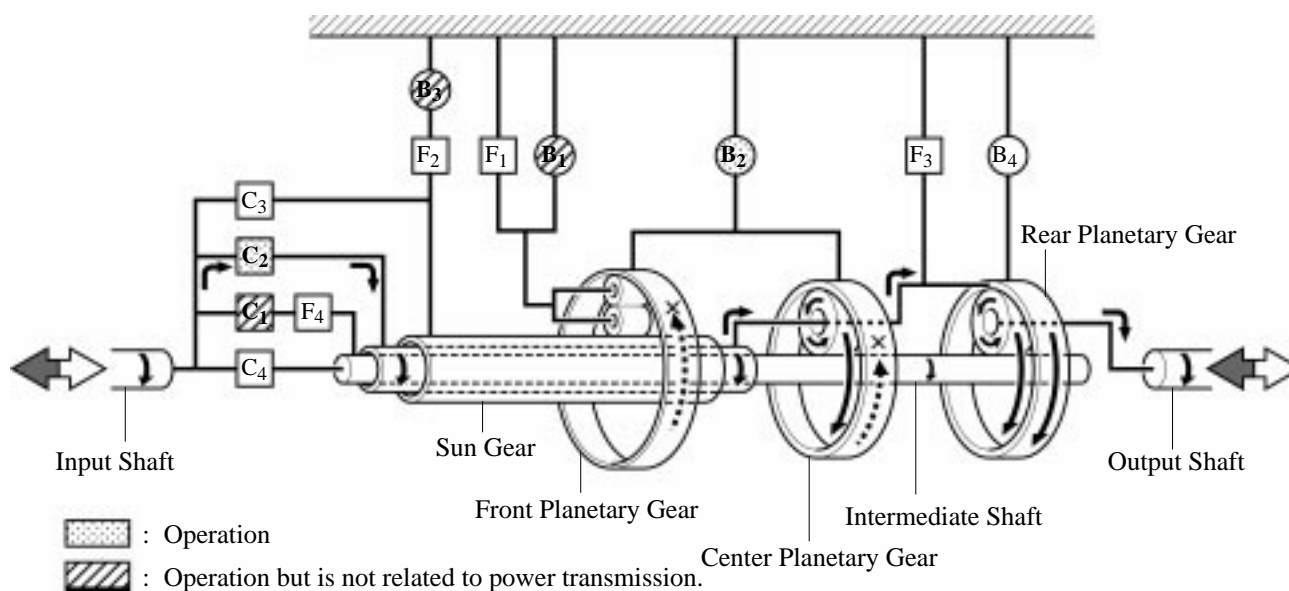 B3
F2
F1
B1
B2
F3
B4
C3
C2
C1
F4
C4
Rear Planetary Gear
Sun Gear
Input Shaft
Output Shaft
Front Planetary Gear
Intermediate Shaft
Center Planetary Gear
: Operation
: Operation but is not related to power transmission.